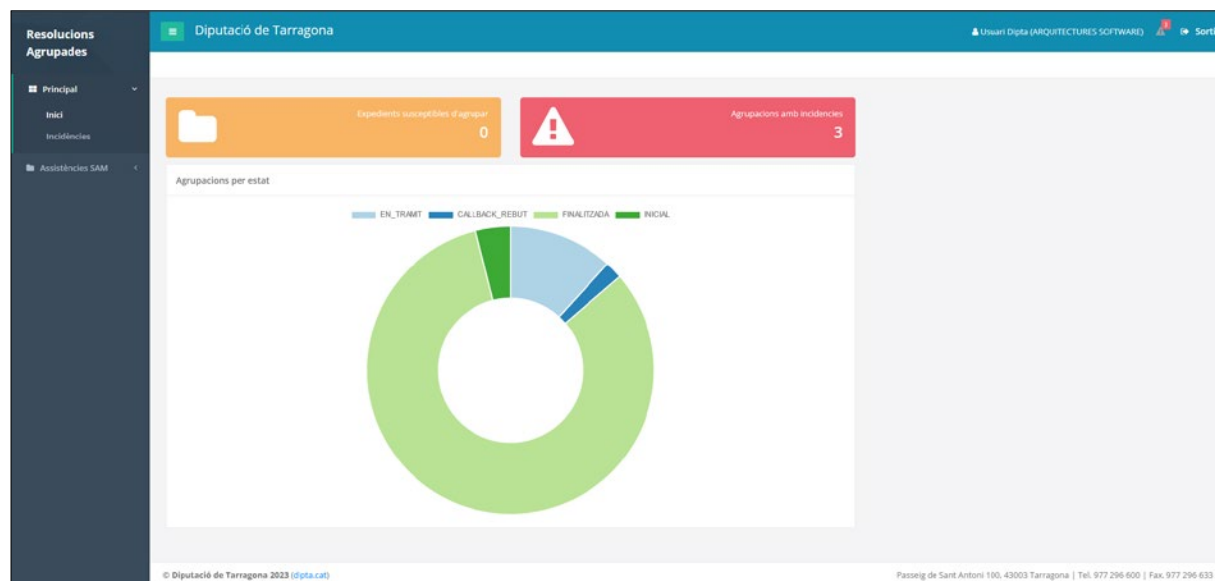 Resolucions
Agrupades
Diputació de Tarragona
Usuari Dipta (ARQUITECTURES SOFTWARE)
3
Sorti
Principal
Inici
Incidències
Assistències SAM
Expedients susceptibles d'agrupar
0
Agrupacions amb incidencies
3
Agrupacions per estat
EN_TRAMIT CALLBACK_REBUT FINALITZADA INICIAL
© Diputació de Tarragona 2023 (dipta.cat)
Passeig de Sant Antoni 100, 43003 Tarragona | Tel. 977 296 600 | Fax. 977 296 633